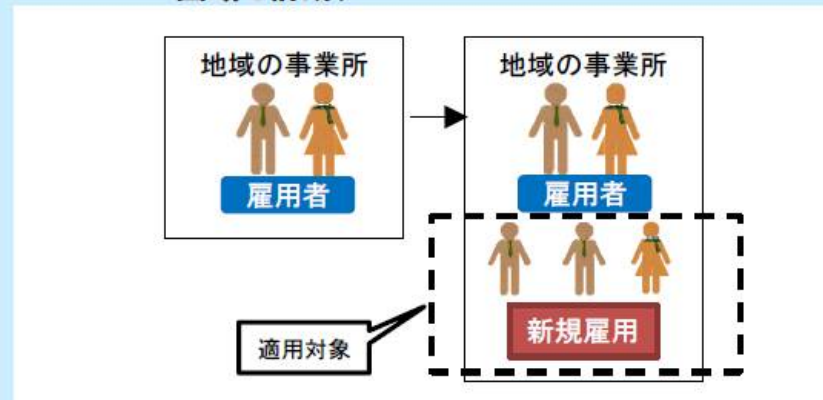 地域の事業所
雇用者
地域の事業所
雇用者
新規雇用
適用対象